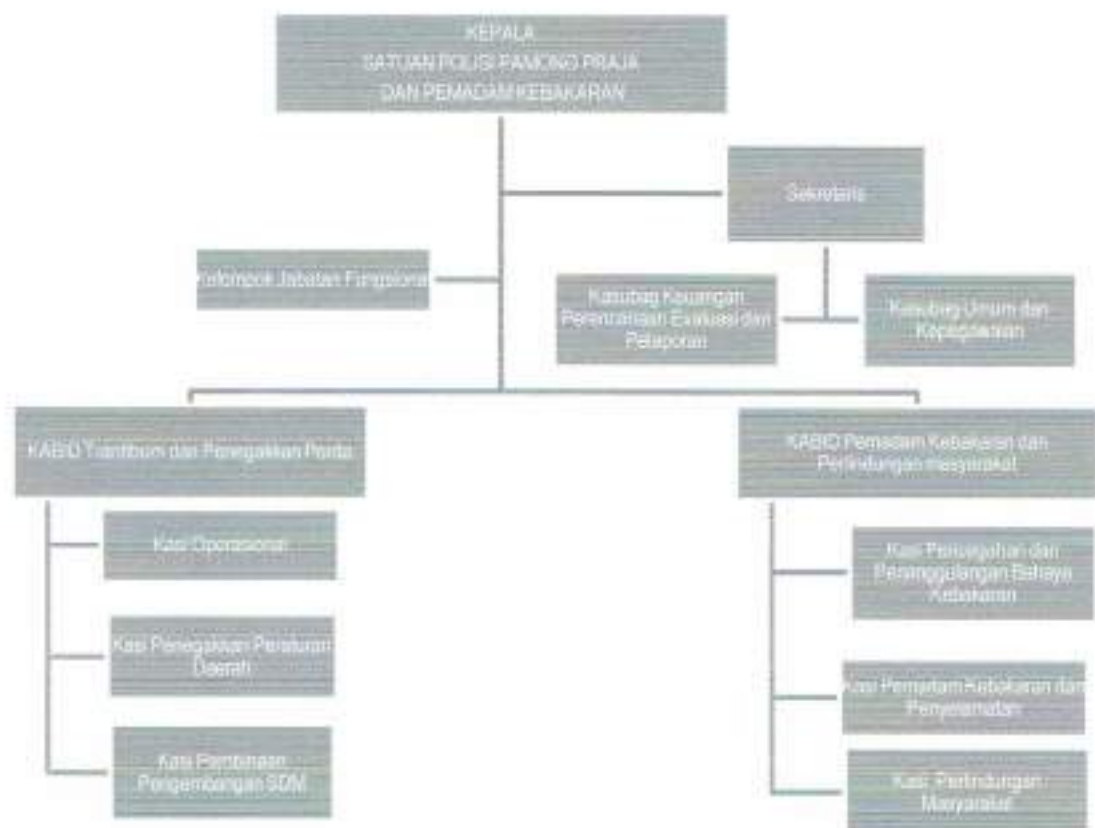 KEPALA
SATUAN POLISI PAMONG PRAJA
DAN PEMADAM KEBAKARAN
Sekretaris
Kelompok Jabatan Fungsional
Kasubag Keuangan
Perencanaan Evaluasi dan
Pelaporan
Kasubag Umum dan
Kepegawaian
KABID Trantibum dan Penegakkan Perda
KABID Pemadam Kebakaran dan
Perlindungan masyarakat
Kasi Operasional
Kasi Pencegahan dan
Penanggulangan Bahaya
Kebakaran
Kasi Penegakkan Peraturan
Daerah
Kasi Pemadam Kebakaran dan
Penyelamatan
Kasi Pembinaan
Pengembangan SDM
Kasi Perlindungan
Masyarakat